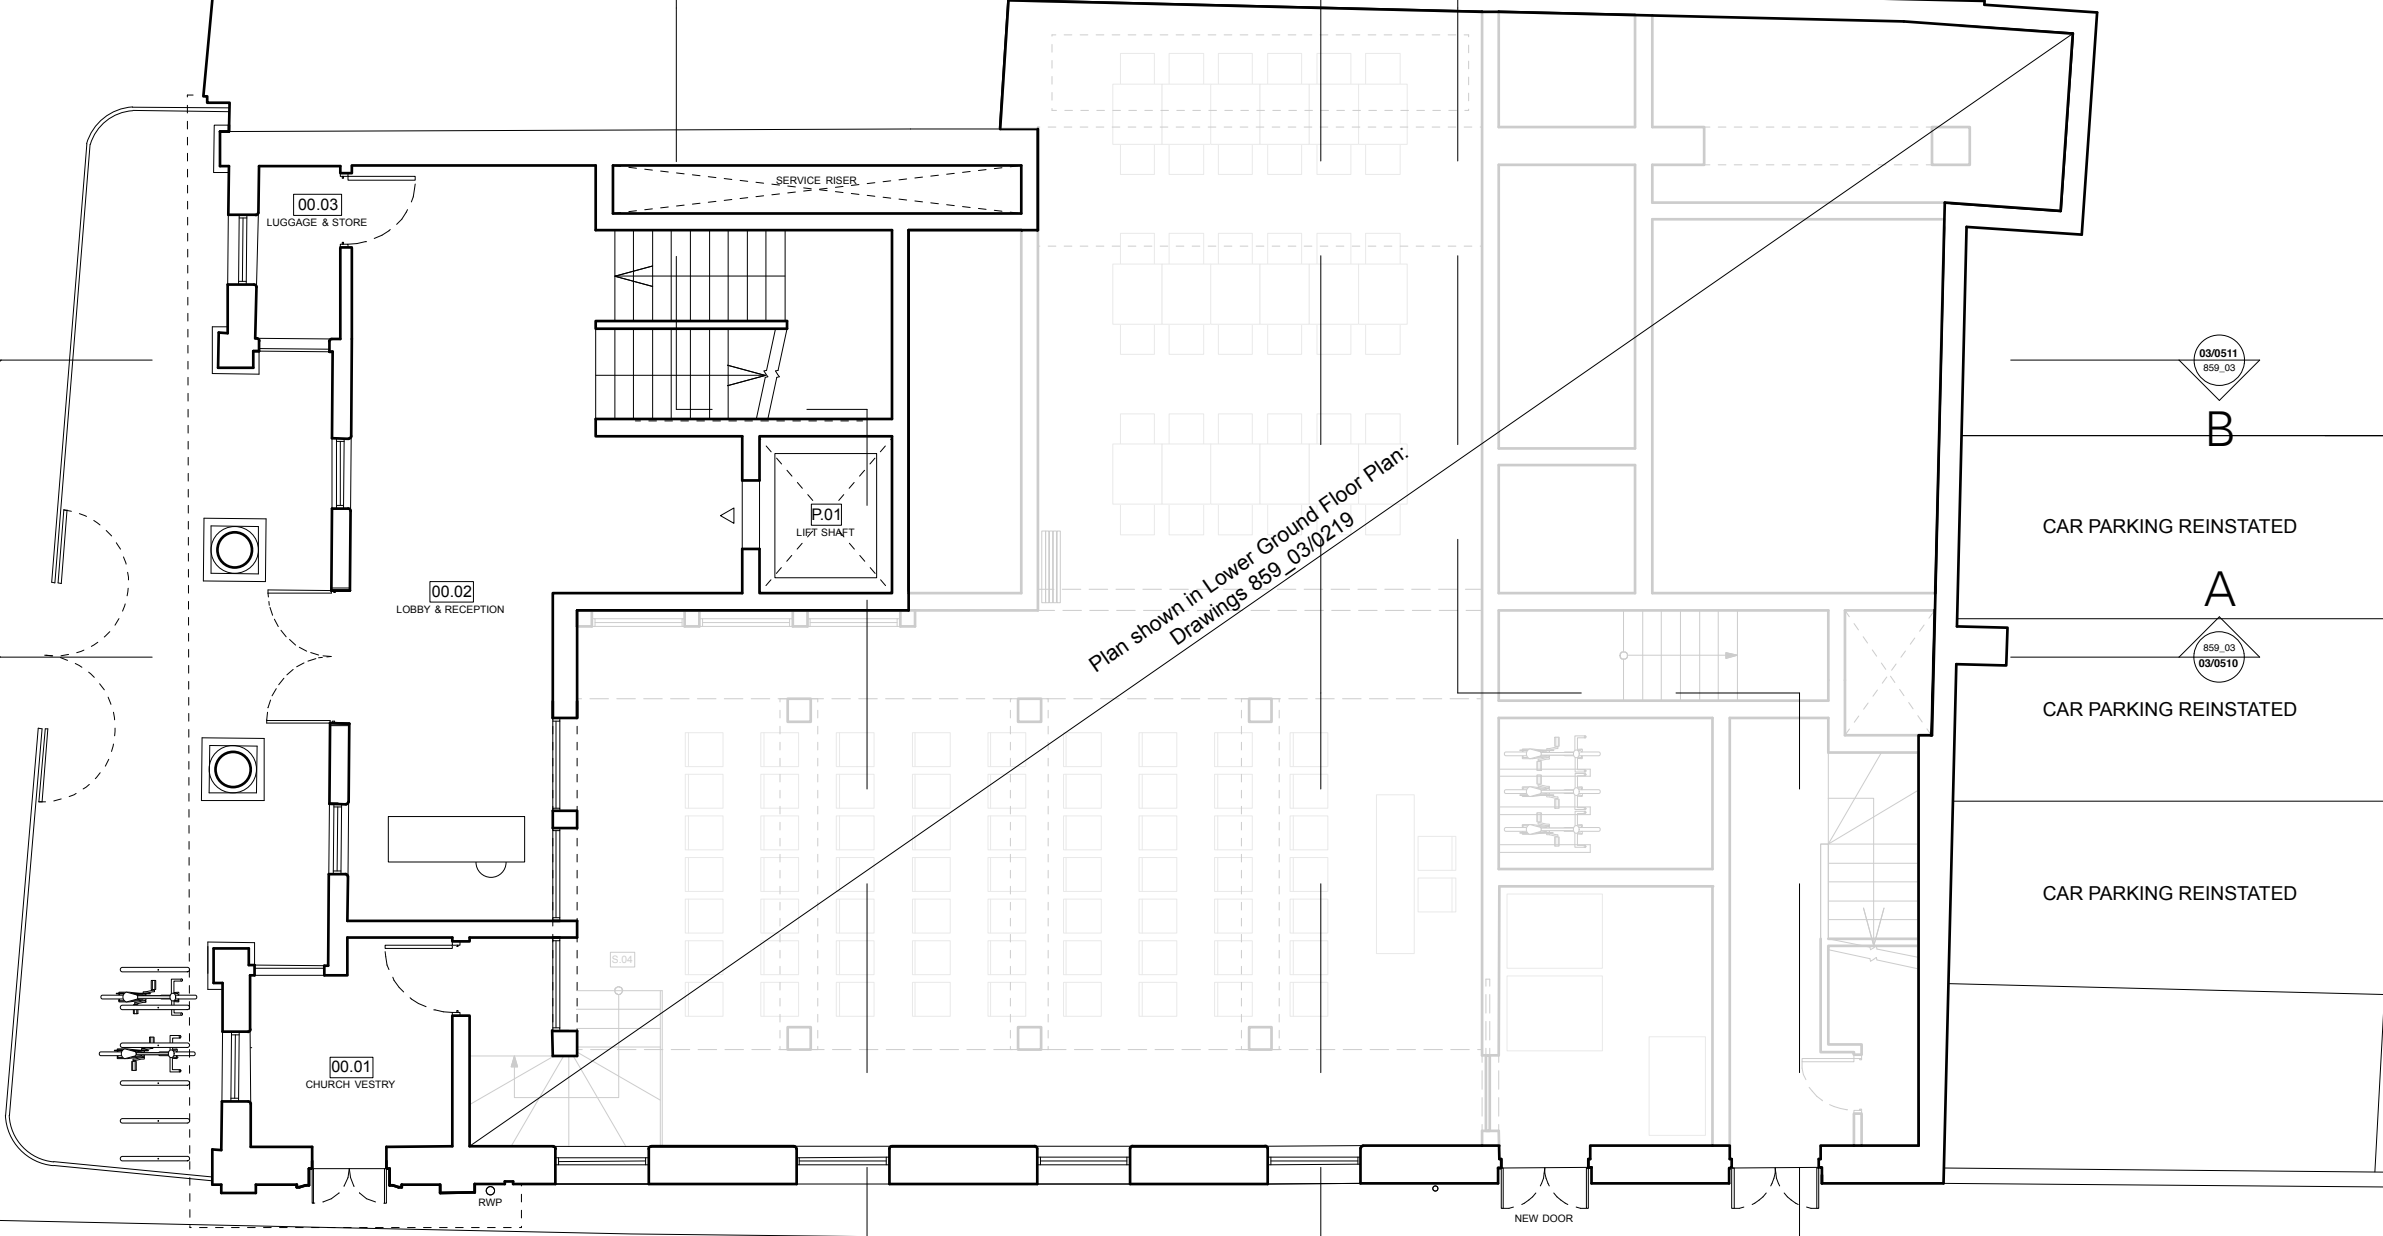 SERVICE RISER
00.03
LUGGAGE & STORE
03/0511
859_03
B
Plan shown in Lower Ground Floor Plan:
Drawings 859_03/0219
P.01
LIFT SHAFT
CAR PARKING REINSTATED
00.02
LOBBY & RECEPTION
A
859_03
03/0510
CAR PARKING REINSTATED
CAR PARKING REINSTATED
S.04
00.01
CHURCH VESTRY
RWP
NEW DOOR